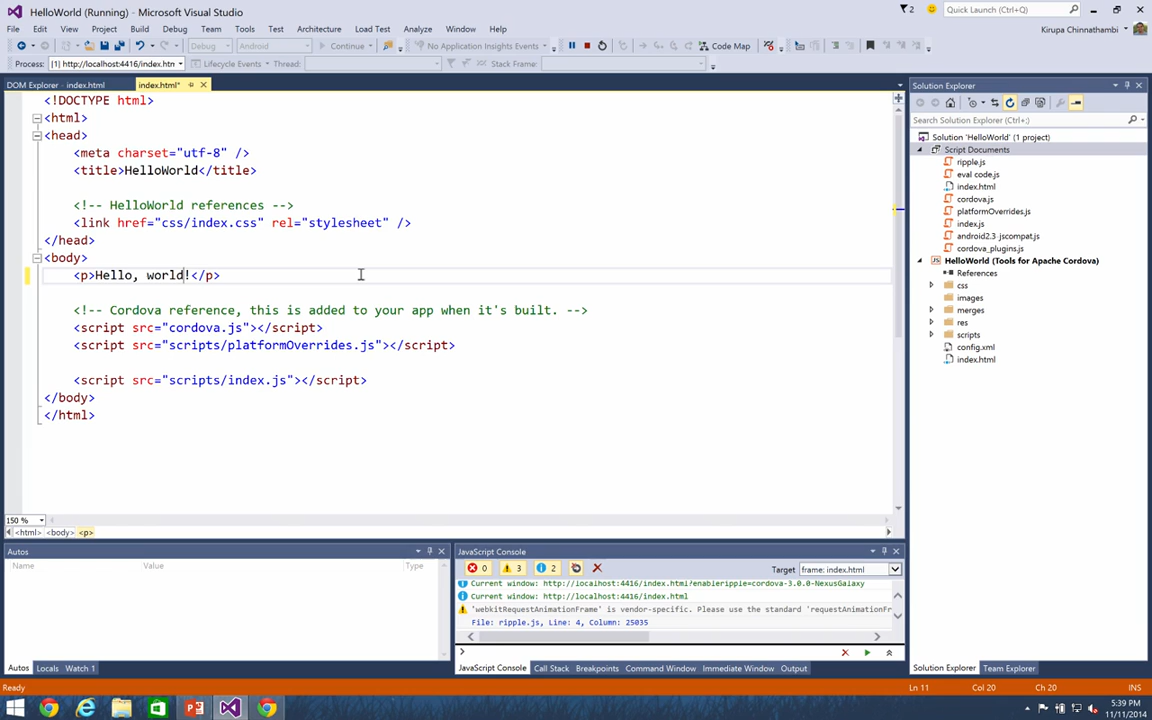 HelloWorld (Running) - Microsoft Visual Studio
2
Quick Launch (Ctrl+Q)
File Edit View Project Build Debug Team Tools Test Architecture Load Test Analyze Window Help
Kirupa Chinnathambi
Debug Android Continue No Application Insights Events Code Map
Process: [1] http://localhost:4416/index.htm Lifecycle Events Thread: Stack Frame:
DOM Explorer - index.html
index.html*
<!DOCTYPE html>
<html>
<head>
<meta charset="utf-8" />
<title>HelloWorld</title>
<!-- HelloWorld references -->
<link href="css/index.css" rel="stylesheet" />
</head>
<body>
<p>Hello, world!</p>
<!-- Cordova reference, this is added to your app when it's built. -->
<script src="cordova.js"></script>
<script src="scripts/platformOverrides.js"></script>
<script src="scripts/index.js"></script>
</body>
</html>
150 %
<html> <body> <p>
Solution Explorer
Search Solution Explorer (Ctrl+;)
Solution 'HelloWorld' (1 project)
Script Documents
ripple.js
eval code.js
index.html
cordova.js
platformOverrides.js
index.js
android2.3-jscompat.js
cordova_plugins.js
HelloWorld (Tools for Apache Cordova)
References
css
images
merges
res
scripts
config.xml
index.html
Solution Explorer Team Explorer
Autos
Name Value Type
Autos Locals Watch 1
JavaScript Console
0 3 2 Target frame: index.html
Current window: http://localhost:4416/index.html?enableripple=cordova-3.0.0-NexusGalaxy
Current window: http://localhost:4416/index.html
'webkitRequestAnimationFrame' is vendor-specific. Please use the standard 'requestAnimationFr
File: ripple.js, Line: 4, Column: 25035
JavaScript Console Call Stack Breakpoints Command Window Immediate Window Output
Ready Ln 11 Col 20 Ch 20 INS
5:39 PM
11/11/2014